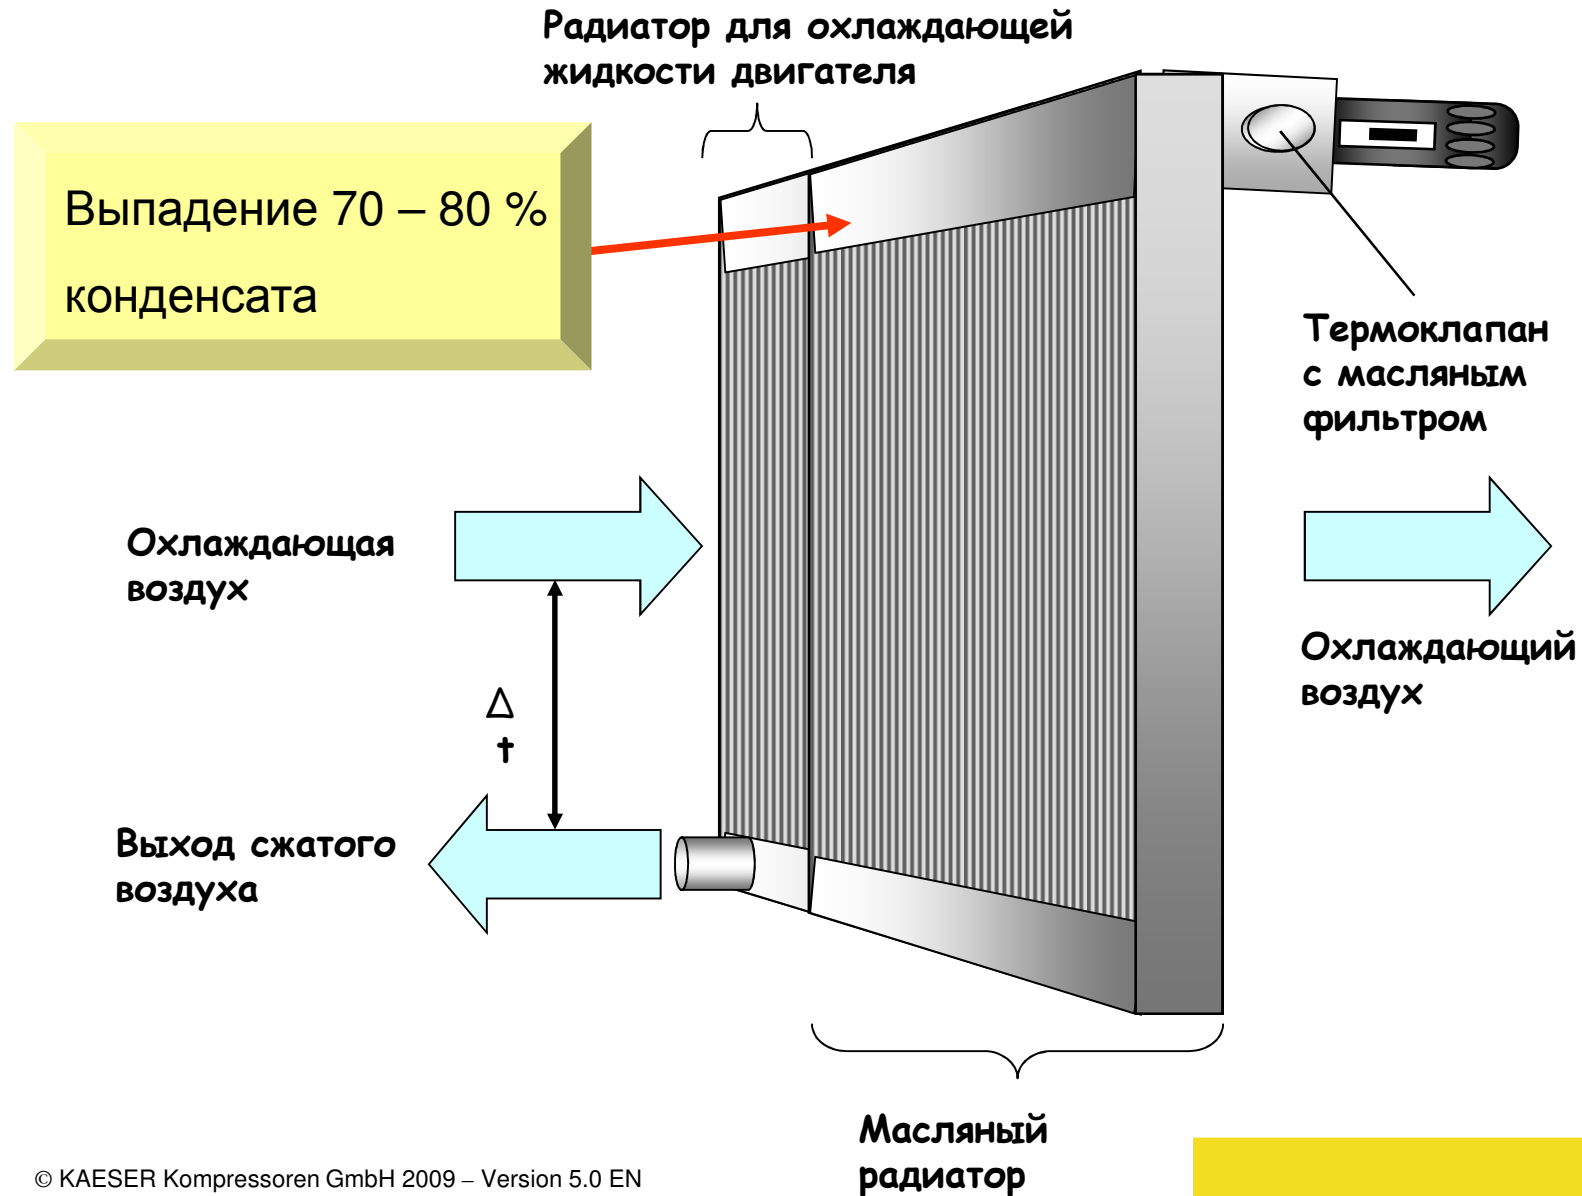 Радиатор для охлаждающей
жидкости двигателя
Выпадение 70 – 80 %
конденсата
Термоклапан
с масляным
фильтром
Охлаждающая
воздух
Охлаждающий
воздух
Δ
t
Выход сжатого
воздуха
Масляный
радиатор
© KAESER Kompressoren GmbH 2009 – Version 5.0 EN